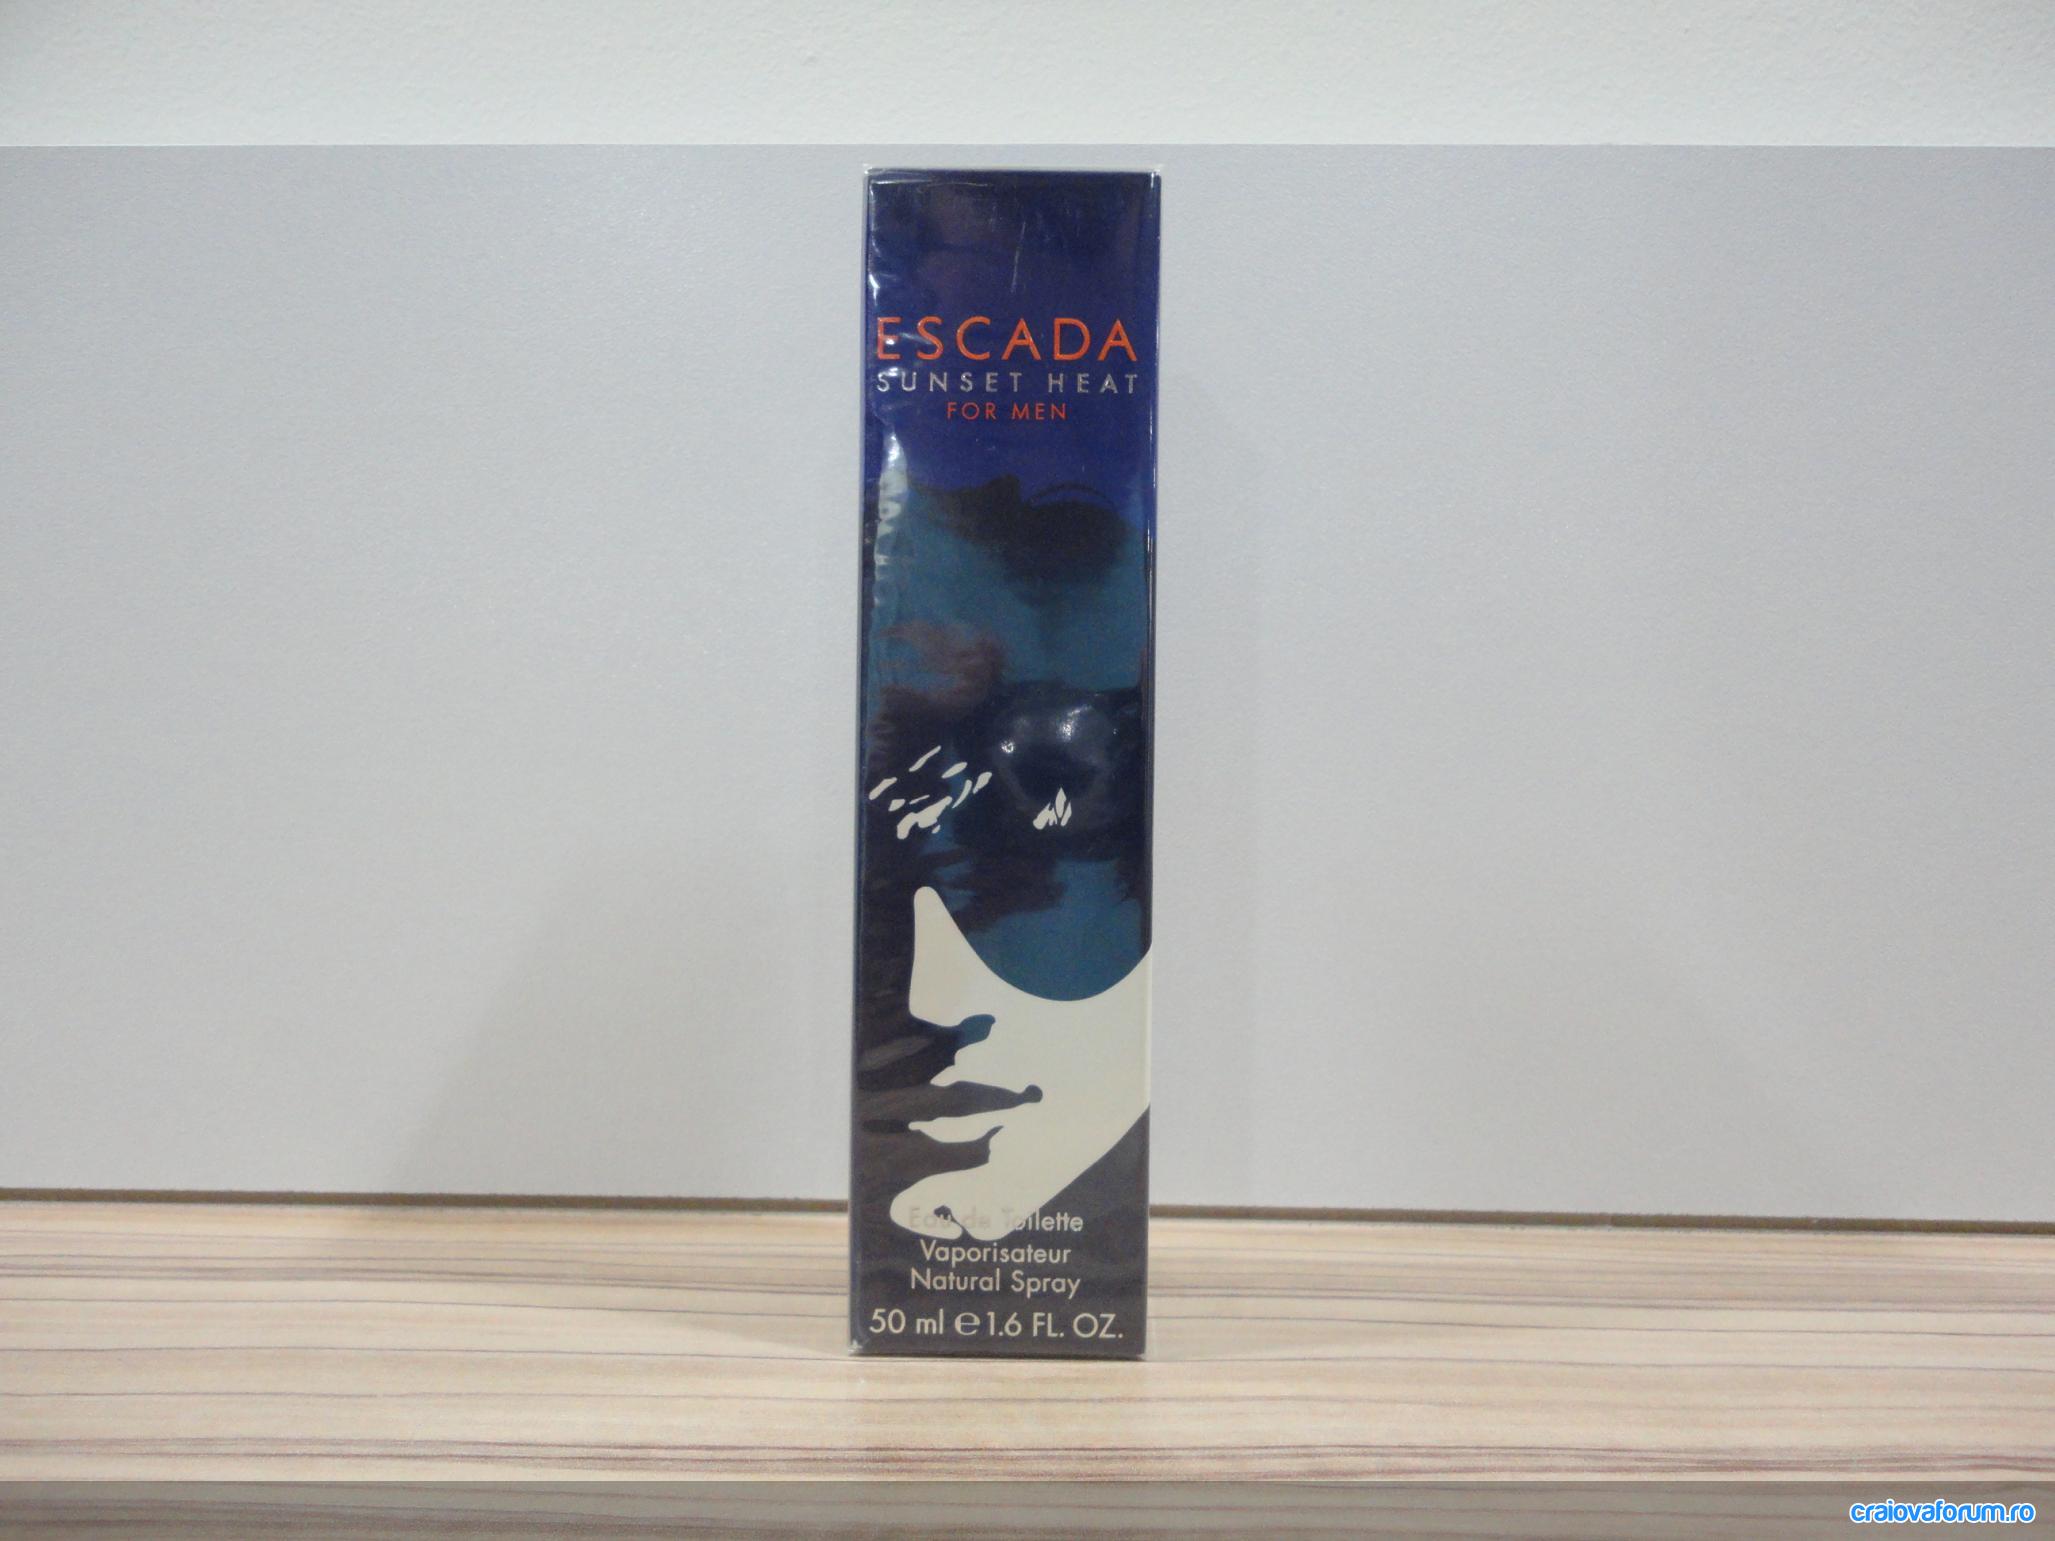 ESCADA
SUNSET HEAT
FOR MEN
Eau de Toilette
Vaporisateur
Natural Spray
50 ml ℮ 1.6 FL. OZ.
craiovaforum.ro